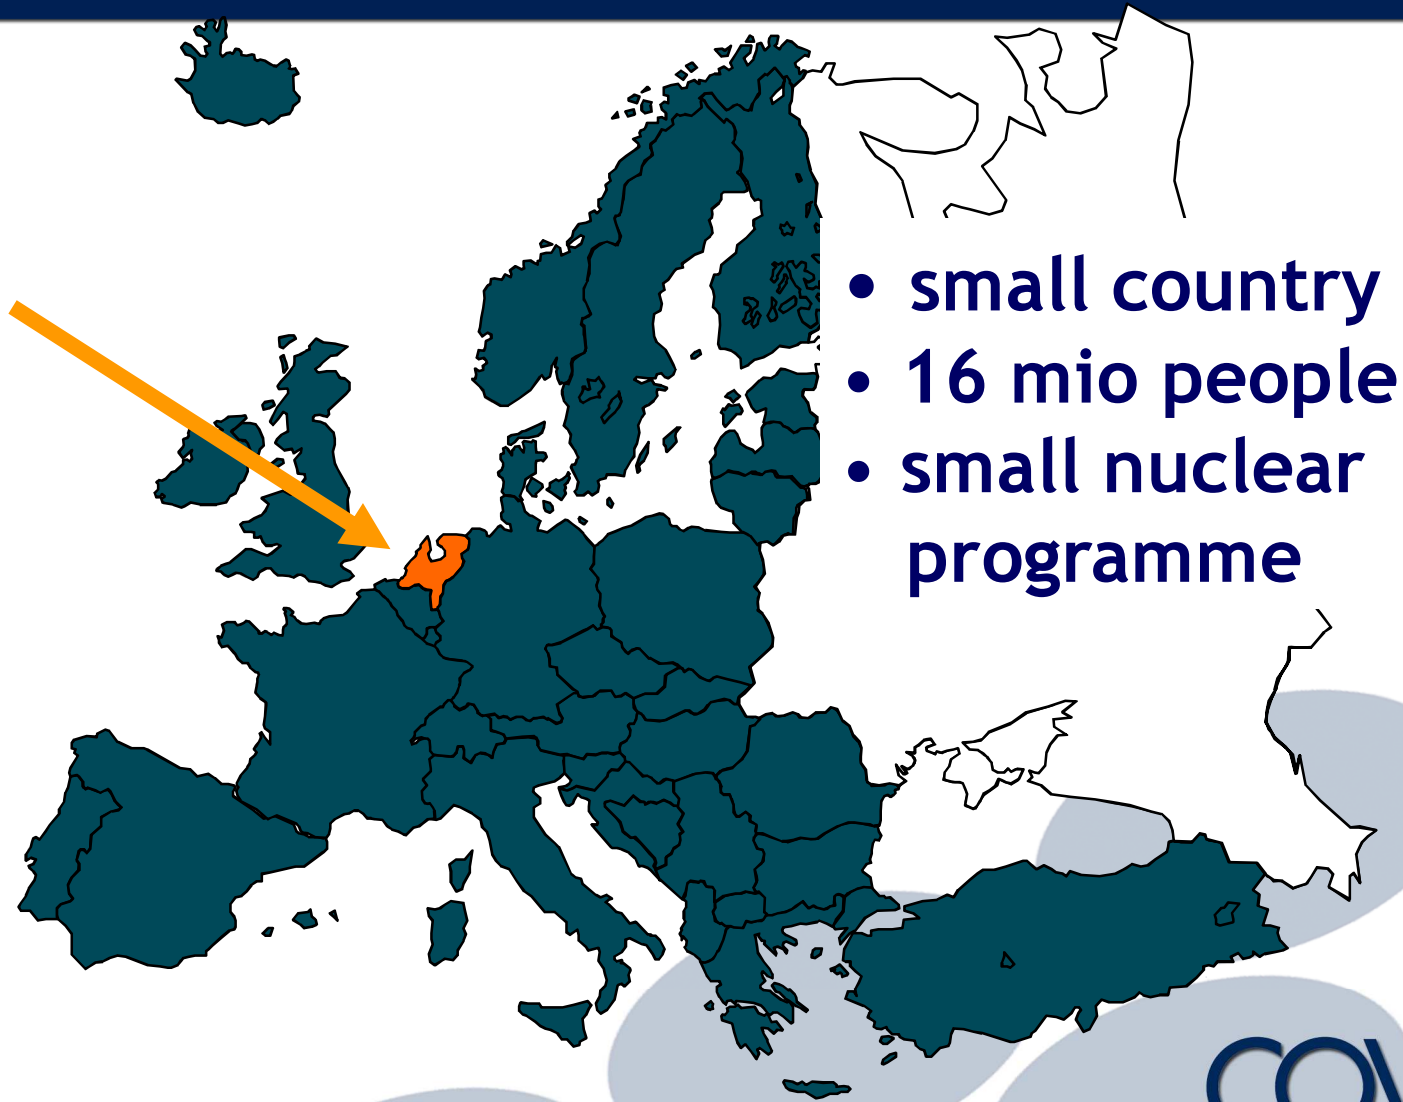 • small country
• 16 mio people
• small nuclear
programme